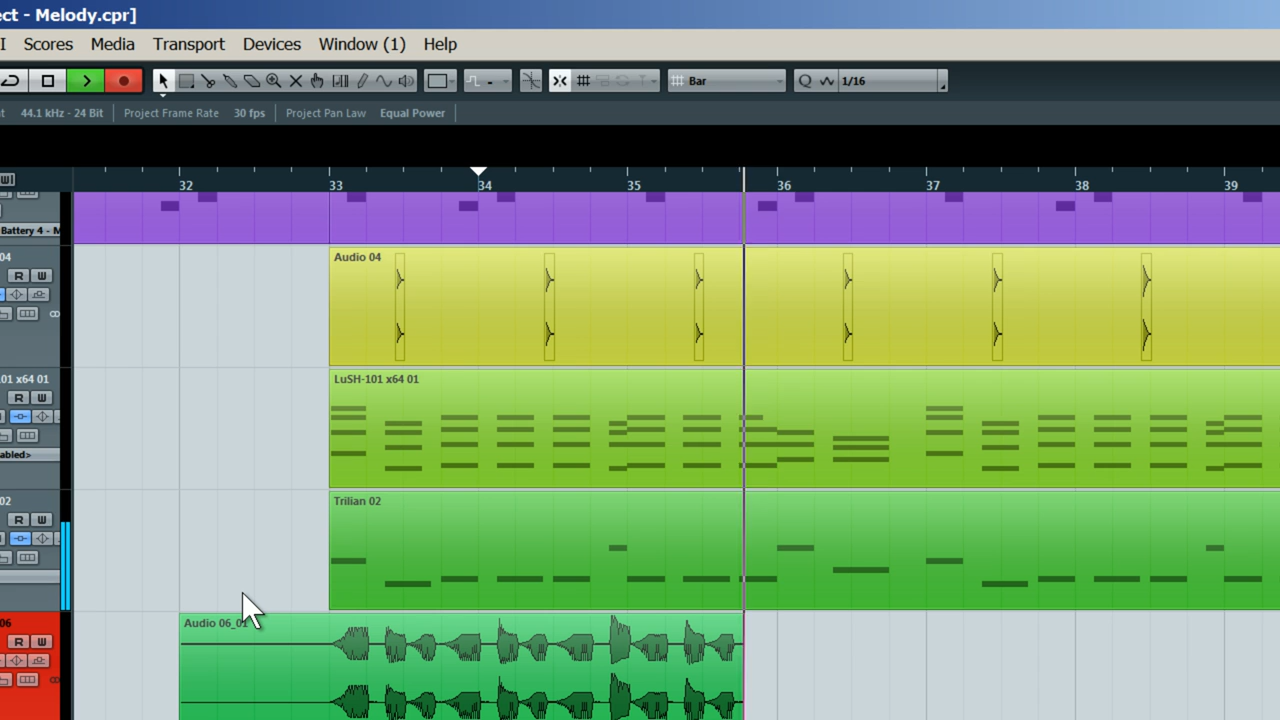 ect - Melody.cpr]
I Scores Media Transport Devices Window (1) Help
Bar Q 1/16
t 44.1 kHz - 24 Bit Project Frame Rate 30 fps Project Pan Law Equal Power
W
32 33 34 35 36 37 38 39
Battery 4 - M
04 Audio 04
R W
01 x64 01 LuSH-101 x64 01
R W
abled>
02 Trilian 02
R W
06 Audio 06_01
R W